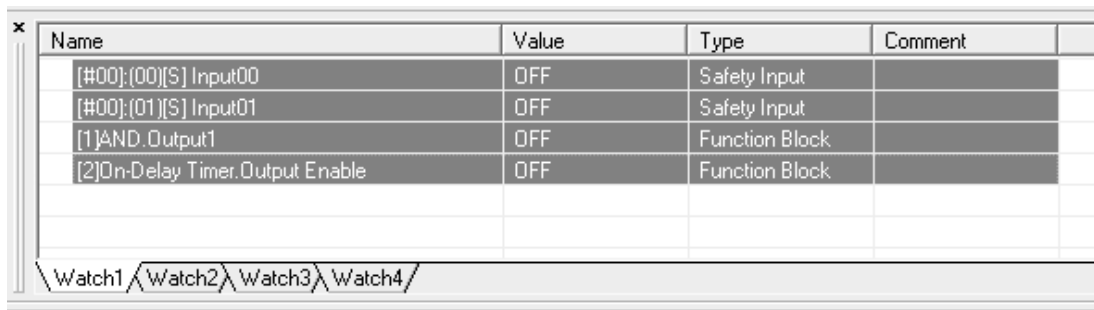 Name Value Type Comment
[#00]:(00)[S] Input00 OFF Safety Input
[#00]:(01)[S] Input01 OFF Safety Input
[1]AND.Output1 OFF Function Block
[2]On-Delay Timer.Output Enable OFF Function Block
Watch1 Watch2 Watch3 Watch4